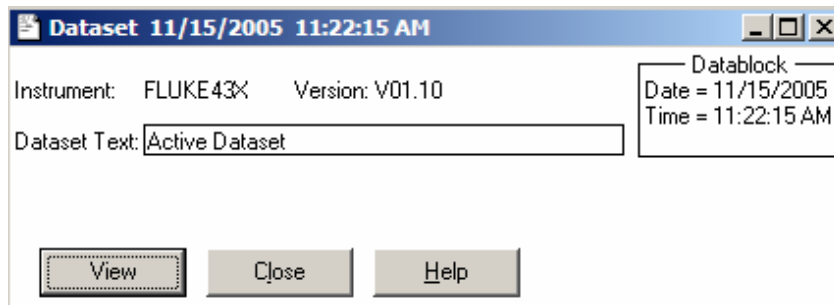 Dataset 11/15/2005 11:22:15 AM
Instrument: FLUKE43X Version: V01.10
Dataset Text: Active Dataset
Datablock
Date = 11/15/2005
Time = 11:22:15 AM
View Close Help